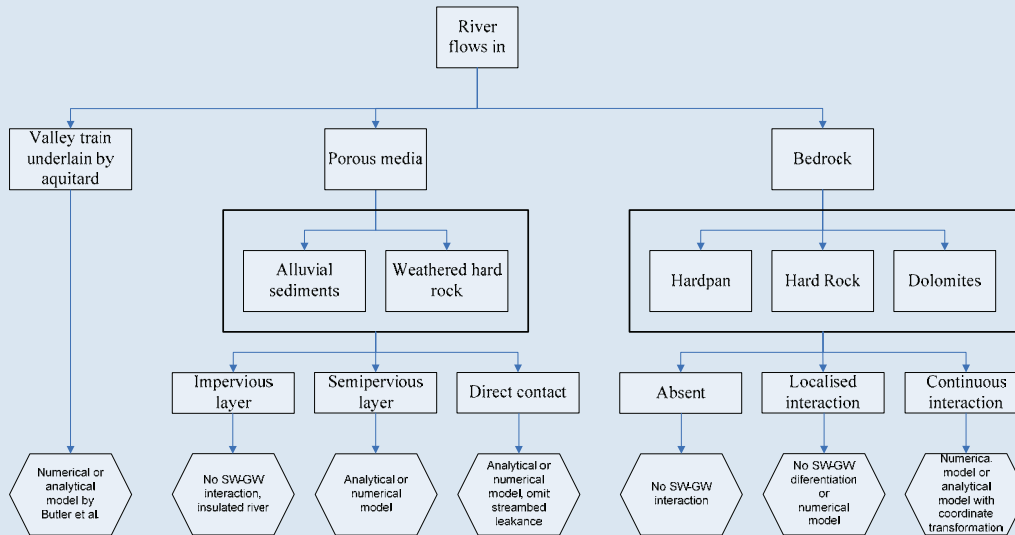 River
flows in
Valley train
underlain by
aquitard
Porous media
Bedrock
Alluvial
sediments
Weathered hard
rock
Hardpan
Hard Rock
Dolomites
Impervious
layer
Semipervious
layer
Direct contact
Absent
Localised
interaction
Continuous
interaction
Numerical or
analytical
model by
Butler et al.
No SW-GW
interaction,
insulated river
Analytical or
numerical
model
Analytical or
numerical
model, omit
streambed
leakance
No SW-GW
interaction
No SW-GW
diferentiation
or
numerical
model
Numerica.
model or
analytical
model with
coordinate
transformation